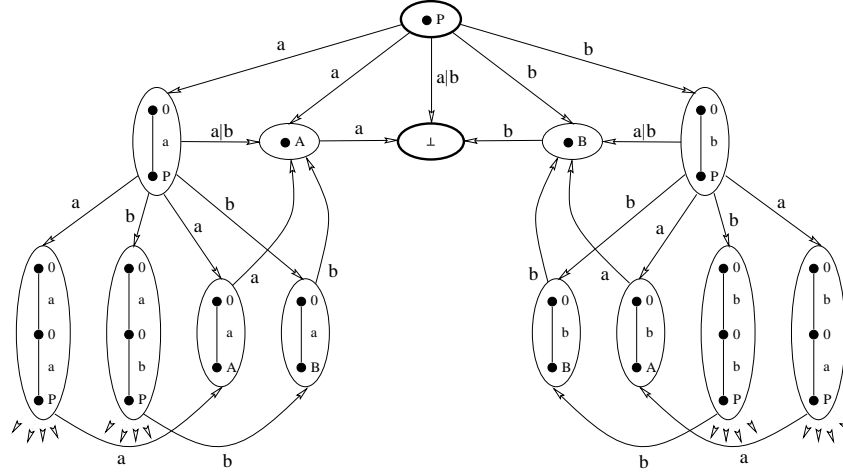 P
a b
a a|b b
0 a|b a|b 0
a A a ⊥ b B b
P P
a b a b b a b a
0 0 a b b a 0 0
a a 0 0 0 0 b b
0 0 a a b b 0 0
a b A B B A b a
P P P P
a b b a